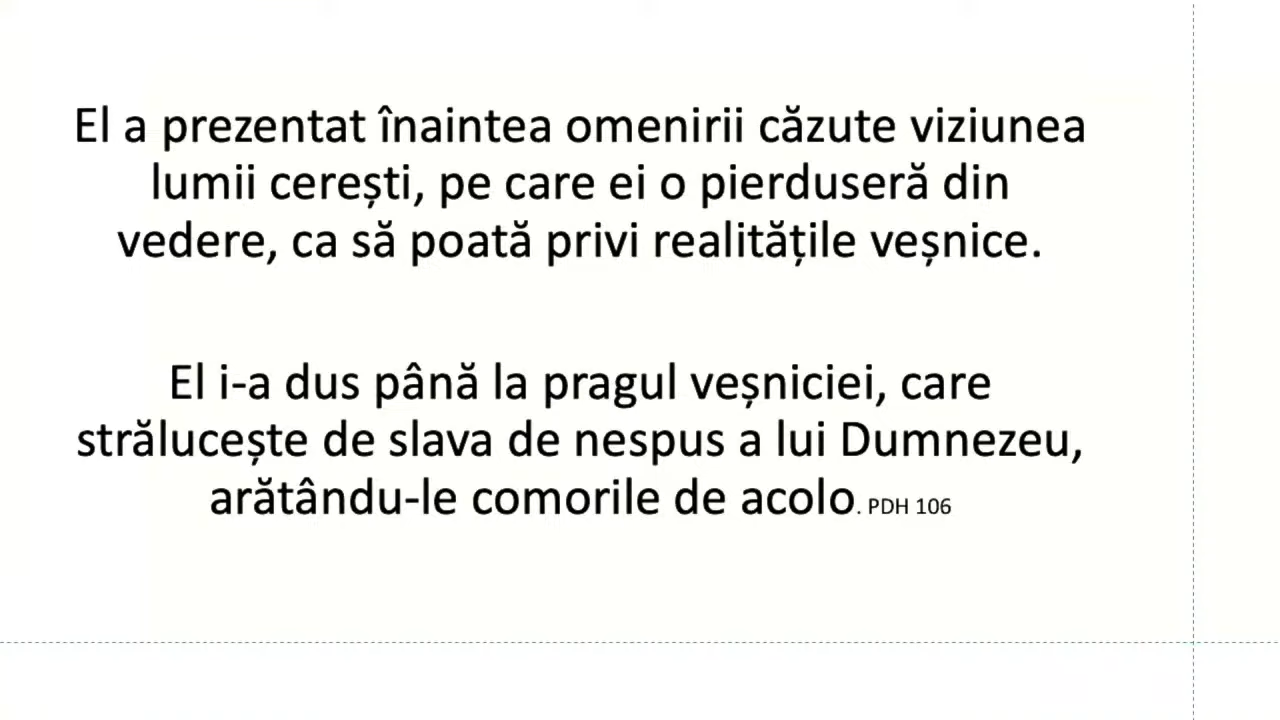 El a prezentat înaintea omenirii căzute viziunea
lumii cerești, pe care ei o pierduseră din
vedere, ca să poată privi realitățile veșnice.
El i-a dus până la pragul veșniciei, care
strălucește de slava de nespus a lui Dumnezeu,
arătându-le comorile de acolo. PDH 106